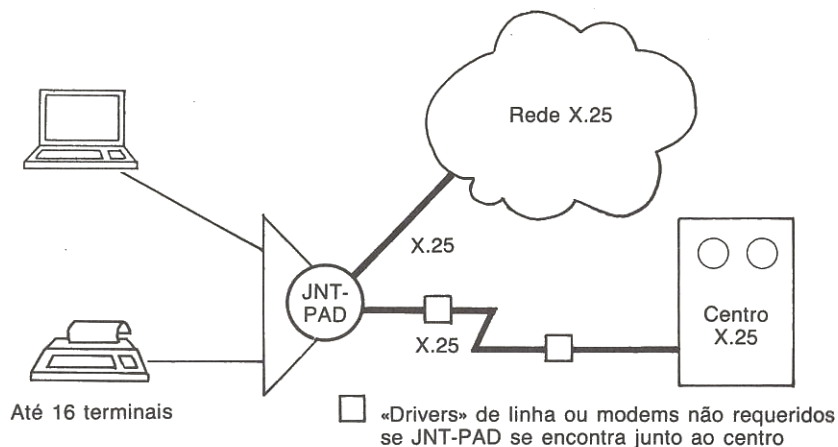 Rede X.25
X.25
JNT-
PAD
X.25
Centro
X.25
Até 16 terminais
«Drivers» de linha ou modems não requeridos
se JNT-PAD se encontra junto ao centro